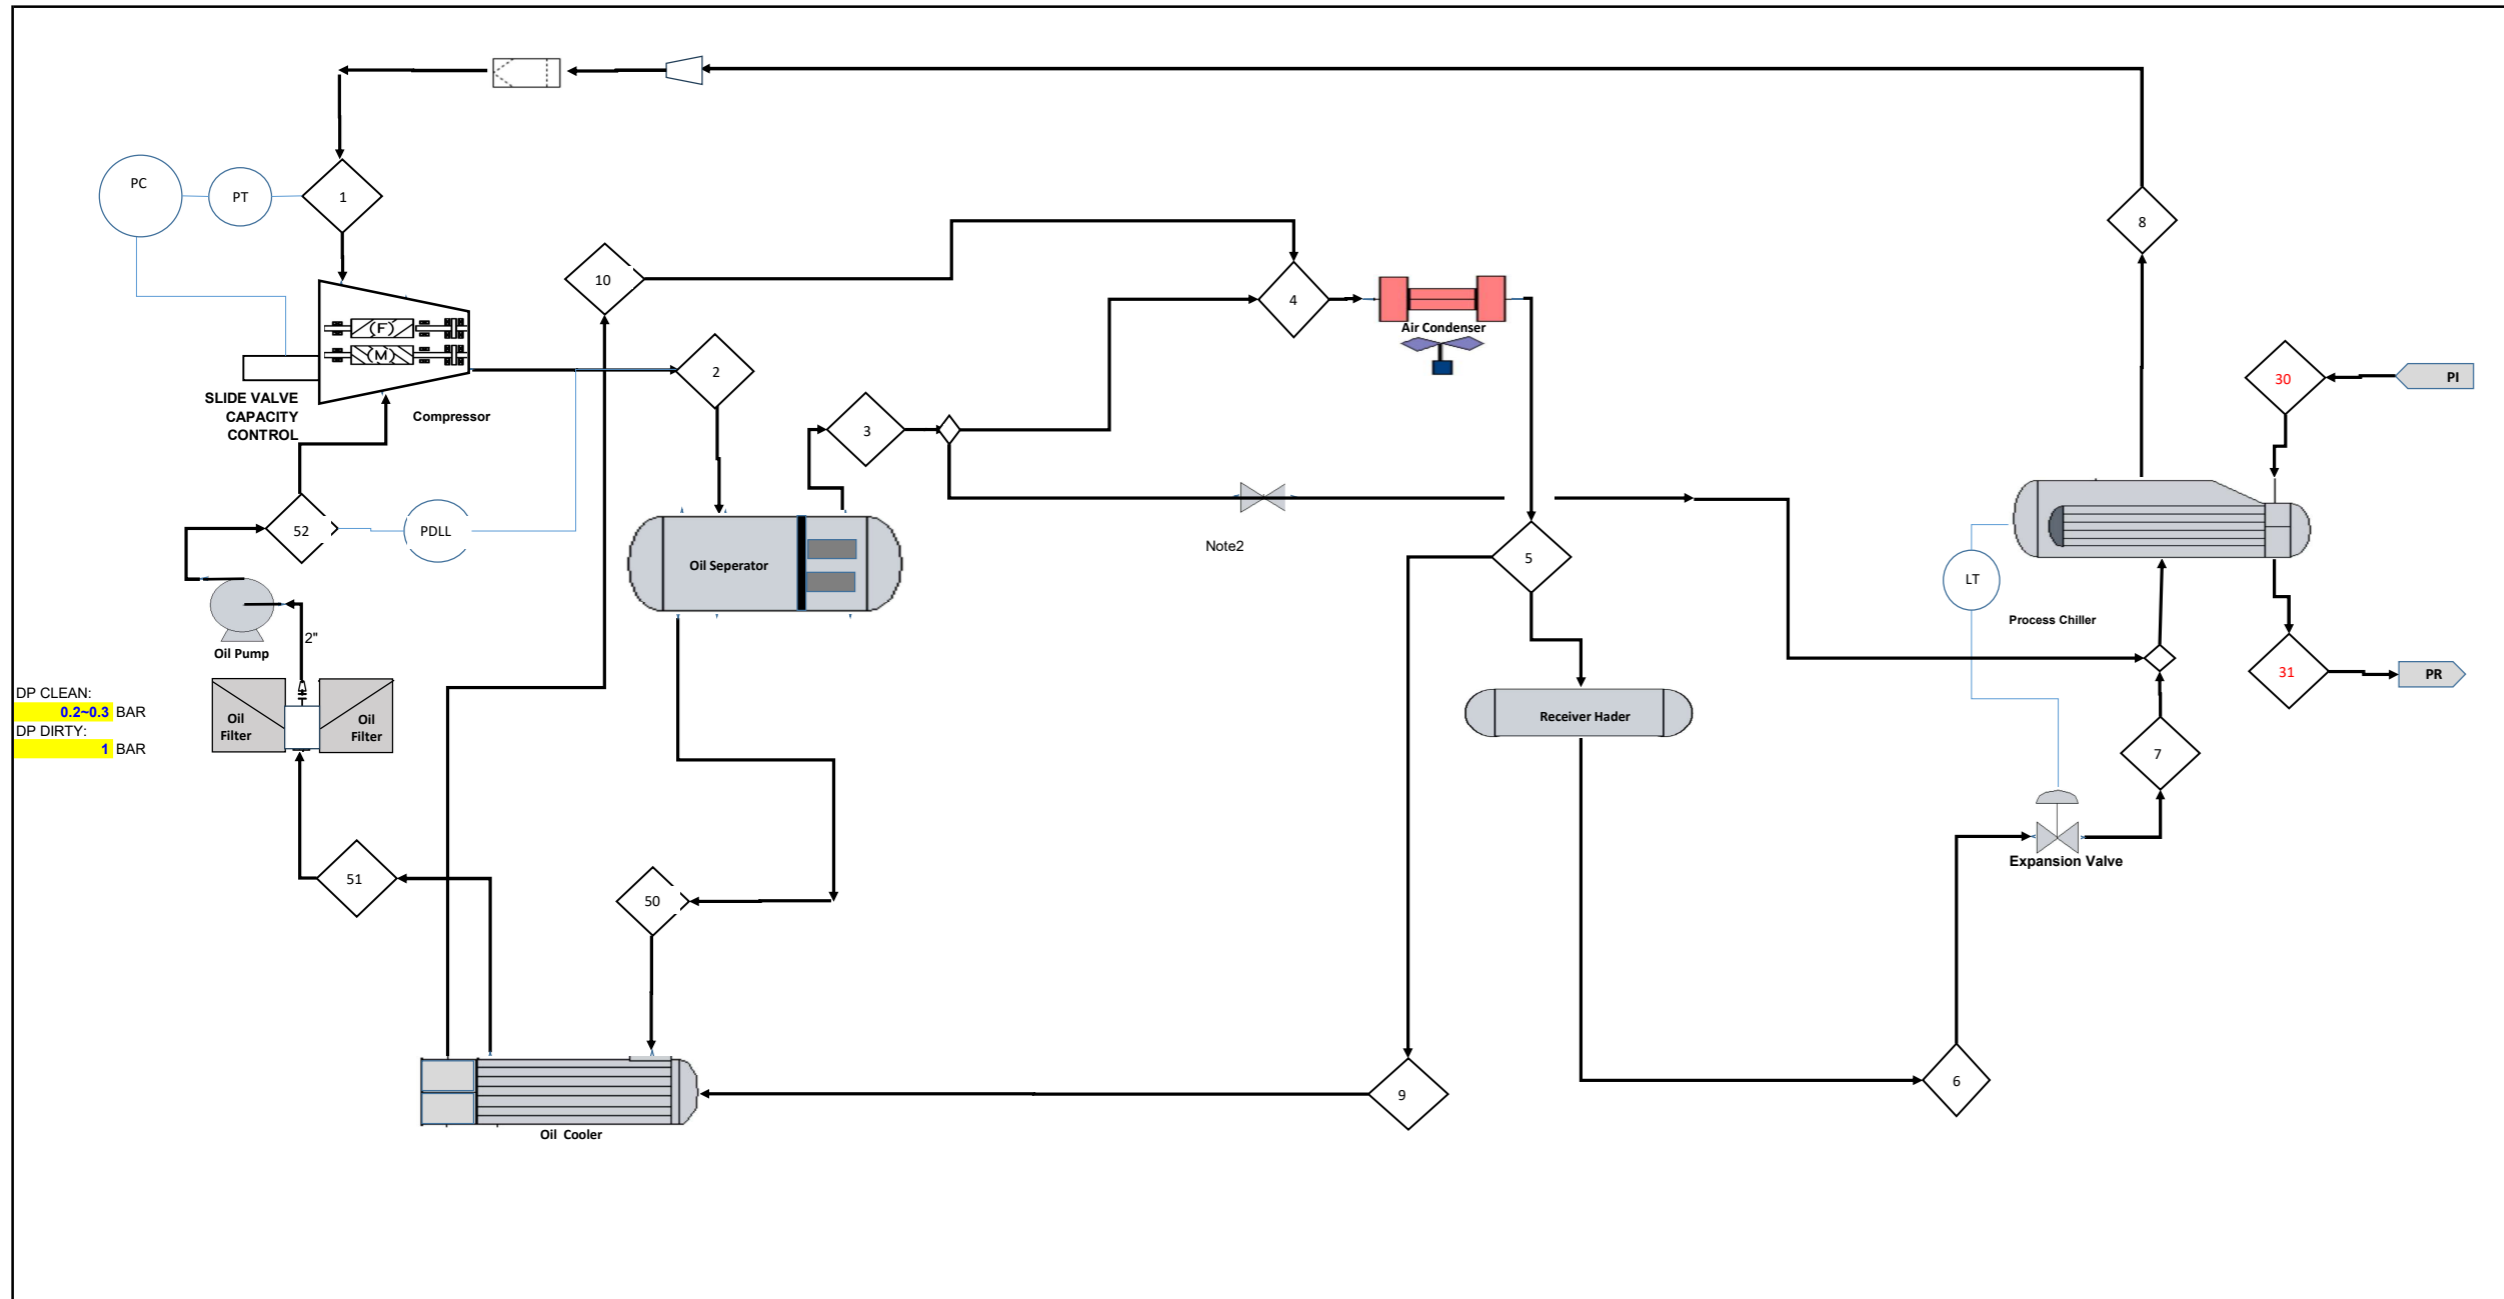 8
PC
PT
1
10
4
Air Condenser
(F)
(M)
2
30
PI
SLIDE VALVE
CAPACITY
CONTROL
Compressor
3
52
PDLL
Note2
Oil Seperator
5
LT
Process Chiller
2"
Oil Pump
31
PR
DP CLEAN:
0.2~0.3 BAR
DP DIRTY:
1 BAR
Oil
Filter
Oil
Filter
Receiver Hader
7
Expansion Valve
51
50
9
6
Oil Cooler